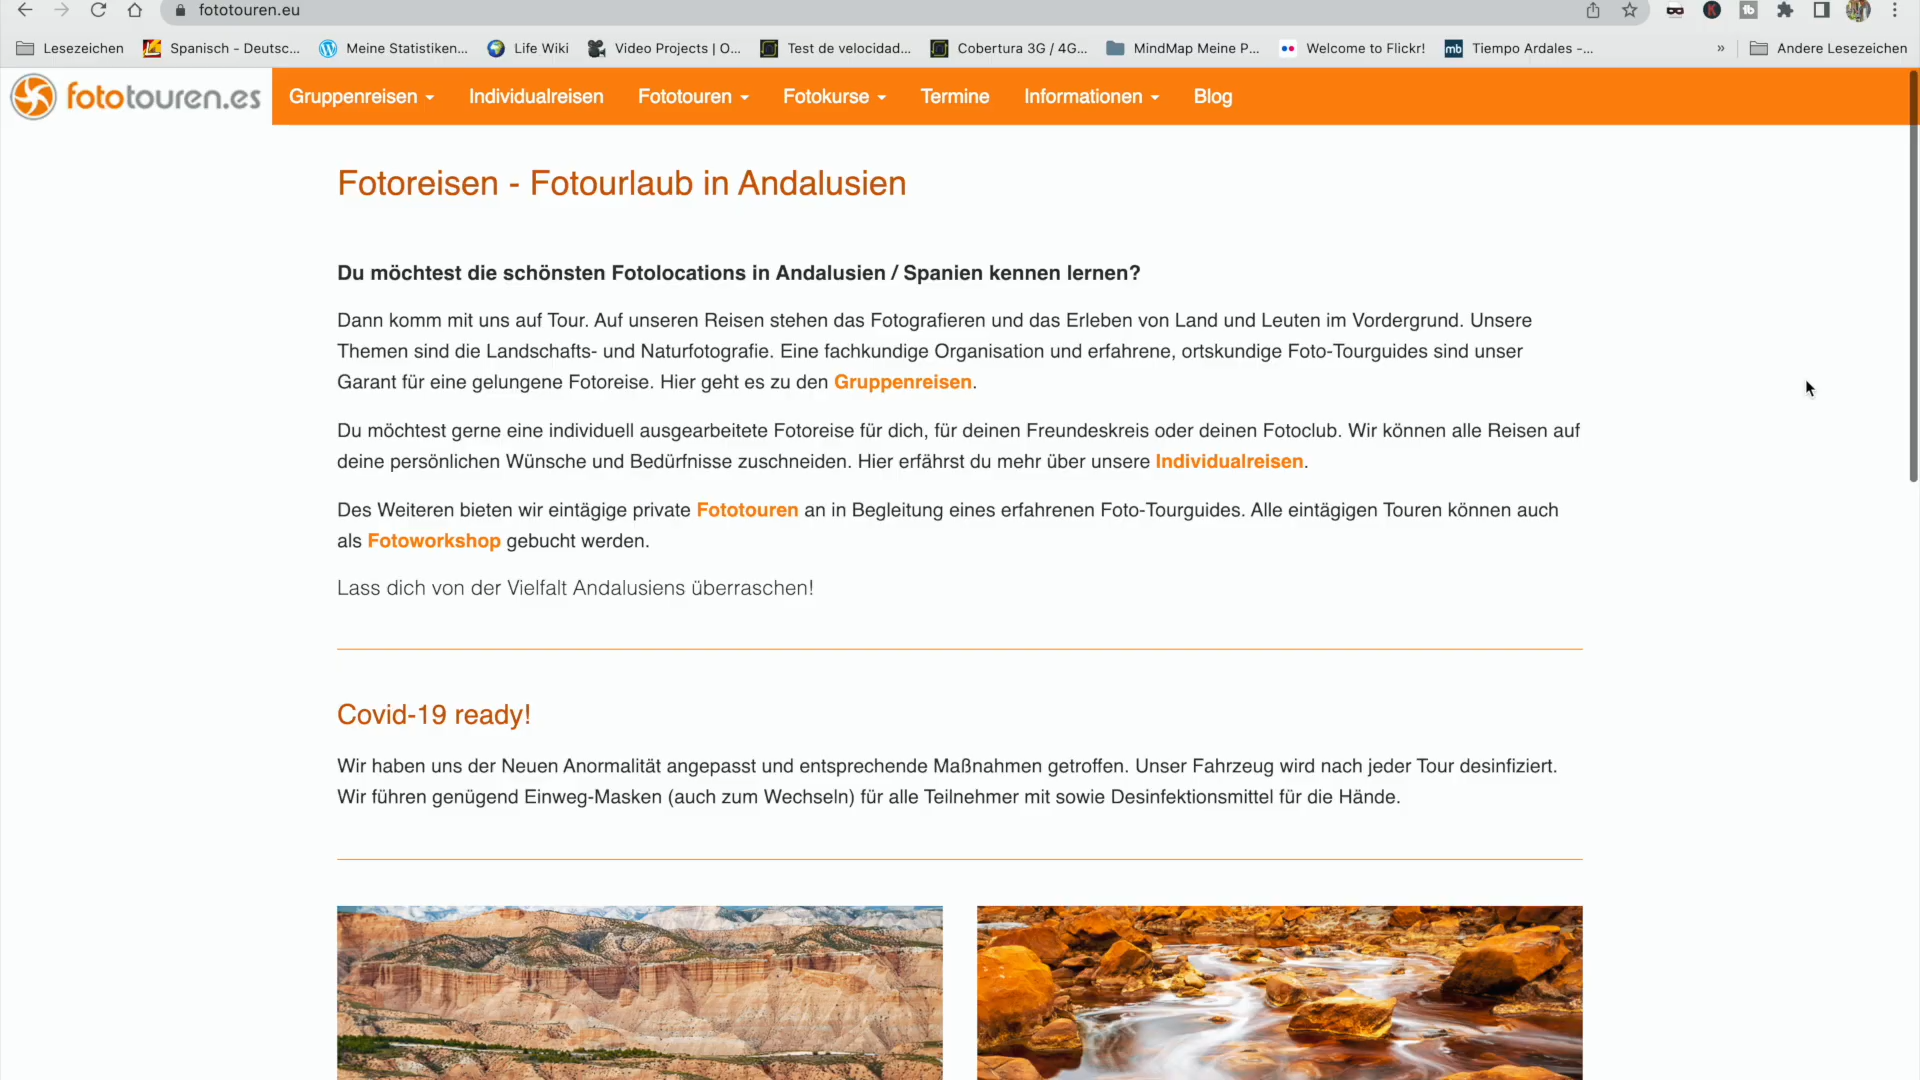 fototouren.eu
Lesezeichen Spanisch - Deutsc... Meine Statistiken... Life Wiki Video Projects | O... Test de velocidad... Cobertura 3G / 4G... MindMap Meine P... Welcome to Flickr! mb Tiempo Ardales -... » Andere Lesezeichen
fototouren.es Gruppenreisen Individualreisen Fototouren Fotokurse Termine Informationen Blog
Fotoreisen - Fotourlaub in Andalusien
Du möchtest die schönsten Fotolocations in Andalusien / Spanien kennen lernen?
Dann komm mit uns auf Tour. Auf unseren Reisen stehen das Fotografieren und das Erleben von Land und Leuten im Vordergrund. Unsere
Themen sind die Landschafts- und Naturfotografie. Eine fachkundige Organisation und erfahrene, ortskundige Foto-Tourguides sind unser
Garant für eine gelungene Fotoreise. Hier geht es zu den Gruppenreisen.
Du möchtest gerne eine individuell ausgearbeitete Fotoreise für dich, für deinen Freundeskreis oder deinen Fotoclub. Wir können alle Reisen auf
deine persönlichen Wünsche und Bedürfnisse zuschneiden. Hier erfährst du mehr über unsere Individualreisen.
Des Weiteren bieten wir eintägige private Fototouren an in Begleitung eines erfahrenen Foto-Tourguides. Alle eintägigen Touren können auch
als Fotoworkshop gebucht werden.
Lass dich von der Vielfalt Andalusiens überraschen!
Covid-19 ready!
Wir haben uns der Neuen Anormalität angepasst und entsprechende Maßnahmen getroffen. Unser Fahrzeug wird nach jeder Tour desinfiziert.
Wir führen genügend Einweg-Masken (auch zum Wechseln) für alle Teilnehmer mit sowie Desinfektionsmittel für die Hände.